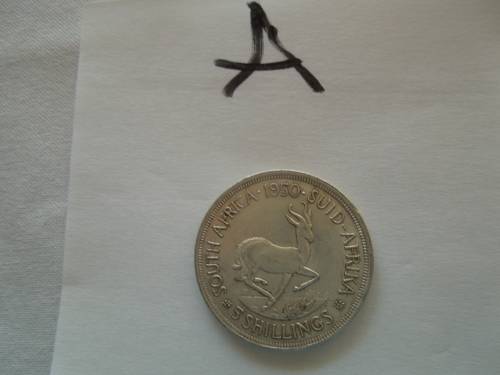 A
SOUTH AFRICA · 1950 · SUID-AFRIKA
5 SHILLINGS